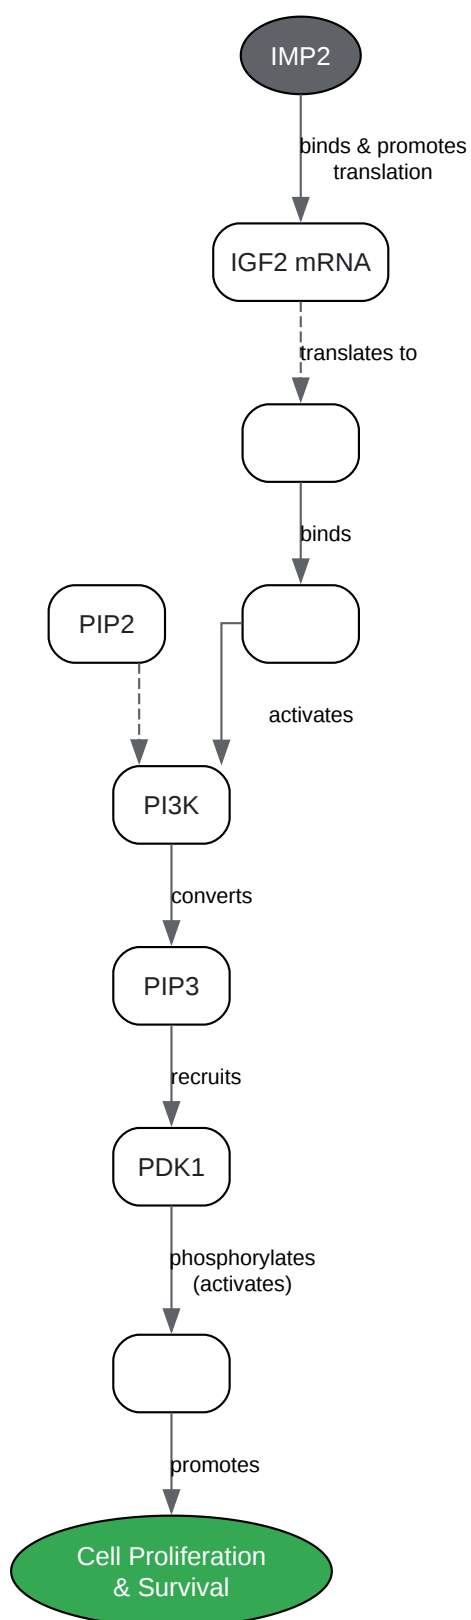 IMP2
binds & promotes
translation
IGF2 mRNA
translates to
binds
PIP2
activates
PI3K
converts
PIP3
recruits
PDK1
phosphorylates
(activates)
promotes
Cell Proliferation
& Survival